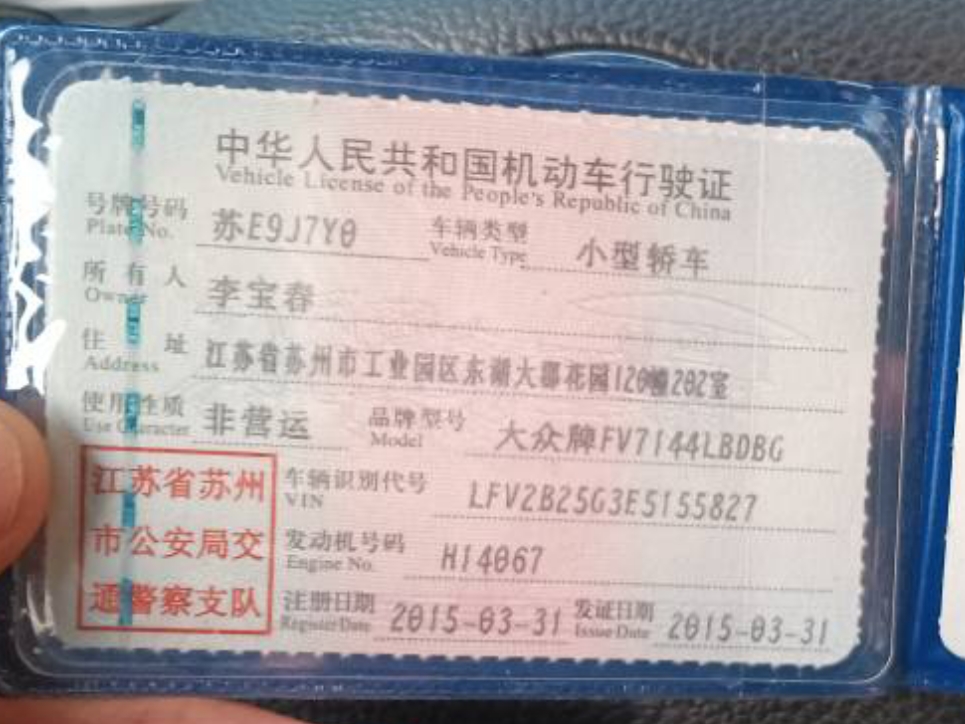 中华人民共和国机动车行驶证
Vehicle License of the People's Republic of China
号牌号码 苏E9J7Y0 车辆类型 小型轿车
Plate No. Vehicle Type
所有人 李宝春
Owner
住址 江苏省苏州市工业园区东湖大郡花园120幢202室
Address
使用性质 非营运 品牌型号 大众牌FV7144LBDBG
Use Character Model
江苏省苏州 车辆识别代号 LFV2B25G3E5155827
VIN
市公安局交 发动机号码 H14067
Engine No.
通警察支队 注册日期 2015-03-31 发证日期 2015-03-31
Register Date Issue Date